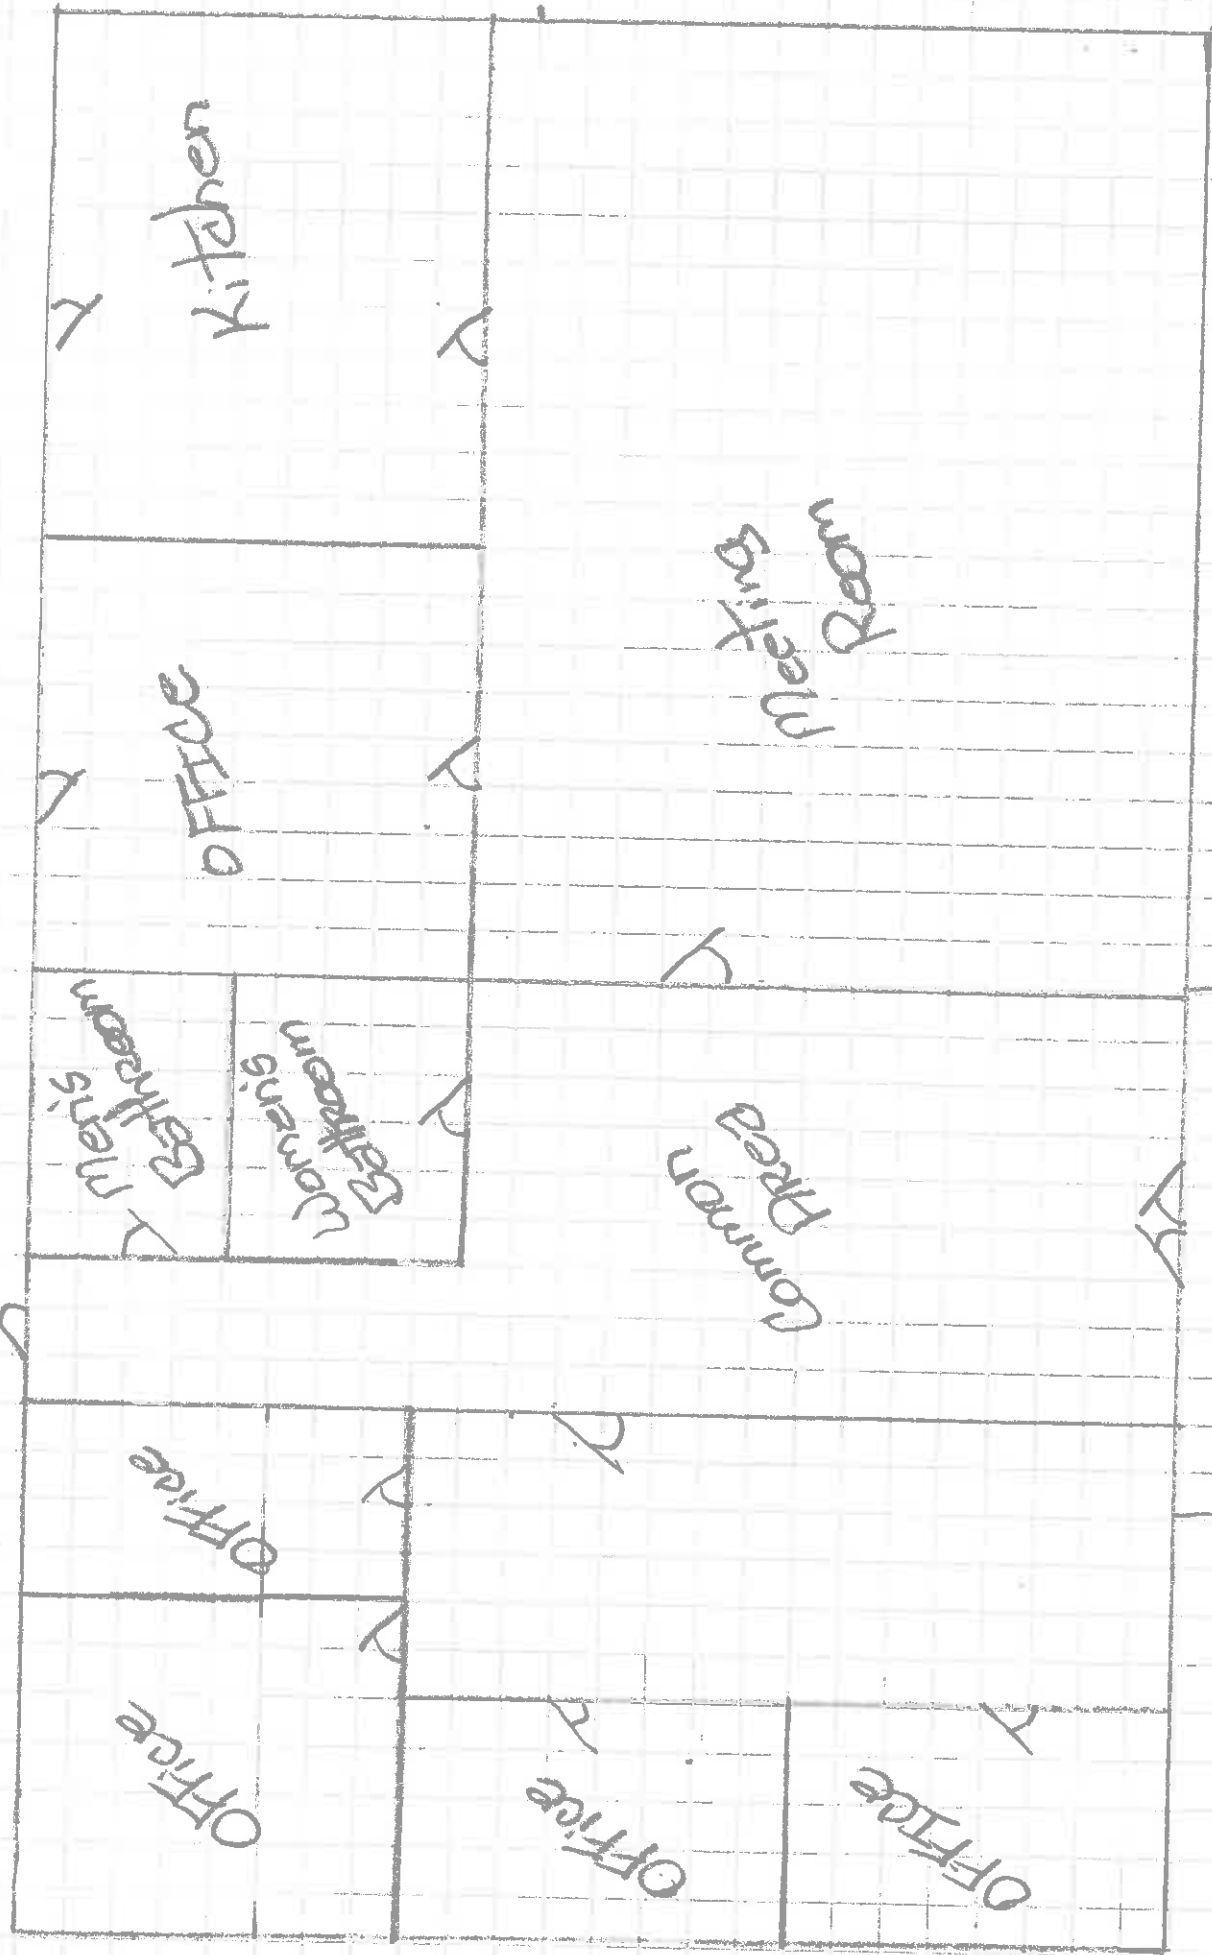 Kitchen
OFFICE
Meeting
Room
Men's
Bathroom
Women's
Bathroom
Common
Area
Office
Office
Office
OFFICE